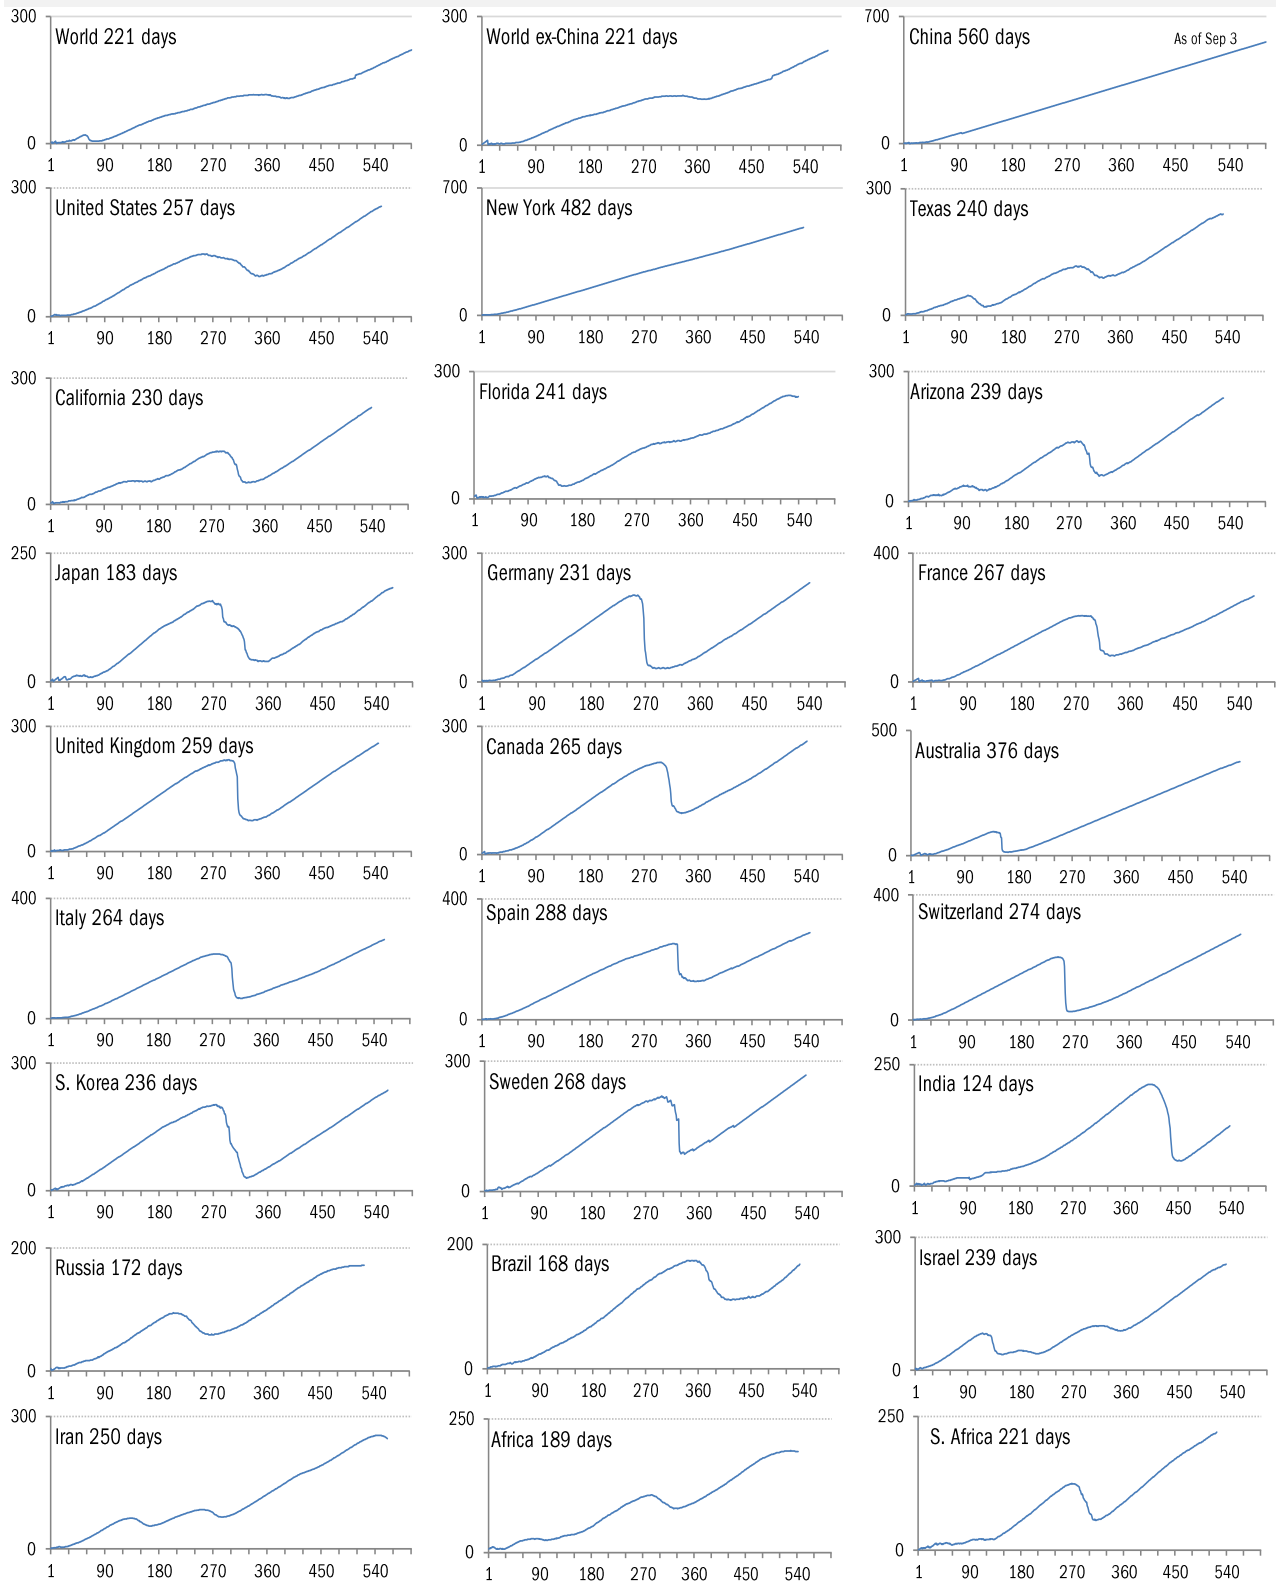 300 300 700
World 221 days World ex-China 221 days China 560 days As of Sep 3
0 0 0
1 90 180 270 360 450 540 1 90 180 270 360 450 540 1 90 180 270 360 450 540
300 700 300
United States 257 days New York 482 days Texas 240 days
0 0 0
1 90 180 270 360 450 540 1 90 180 270 360 450 540 1 90 180 270 360 450 540
300 300 300
California 230 days Florida 241 days Arizona 239 days
0 0 0
1 90 180 270 360 450 540 1 90 180 270 360 450 540 1 90 180 270 360 450 540
250 300 400
Japan 183 days Germany 231 days France 267 days
0 0 0
1 90 180 270 360 450 540 1 90 180 270 360 450 540 1 90 180 270 360 450 540
300 300 500
United Kingdom 259 days Canada 265 days Australia 376 days
0 0 0
1 90 180 270 360 450 540 1 90 180 270 360 450 540 1 90 180 270 360 450 540
400 400 400
Italy 264 days Spain 288 days Switzerland 274 days
0 0 0
1 90 180 270 360 450 540 1 90 180 270 360 450 540 1 90 180 270 360 450 540
300 300 250
S. Korea 236 days Sweden 268 days India 124 days
0 0 0
1 90 180 270 360 450 540 1 90 180 270 360 450 540 1 90 180 270 360 450 540
200 200 300
Russia 172 days Brazil 168 days Israel 239 days
0 0 0
1 90 180 270 360 450 540 1 90 180 270 360 450 540 1 90 180 270 360 450 540
300 250 250
Iran 250 days Africa 189 days S. Africa 221 days
0 0 0
1 90 180 270 360 450 540 1 90 180 270 360 450 540 1 90 180 270 360 450 540